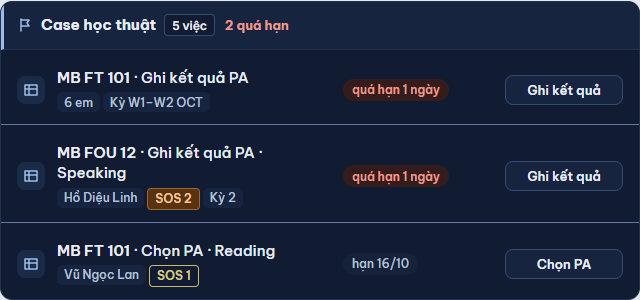 Case học thuật 5 việc 2 quá hạn
MB FT 101 · Ghi kết quả PA
6 em Kỳ W1–W2 OCT
quá hạn 1 ngày
Ghi kết quả
MB FOU 12 · Ghi kết quả PA ·
Speaking
Hồ Diệu Linh SOS 2 Kỳ 2
quá hạn 1 ngày
Ghi kết quả
MB FT 101 · Chọn PA · Reading
Vũ Ngọc Lan SOS 1
hạn 16/10
Chọn PA